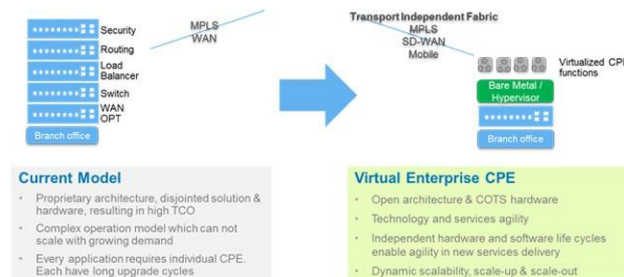 Security
Routing
Load
Balancer
Switch
WAN
OPT
Branch office
MPLS
WAN
Transport Independent Fabric
MPLS
SD-WAN
Mobile
Virtualized CPE
functions
Bare Metal /
Hypervisor
Branch office
Current Model
• Proprietary architecture, disjointed solution &
hardware, resulting in high TCO
• Complex operation model which can not
scale with growing demand
• Every application requires individual CPE.
Each have long upgrade cycles
Virtual Enterprise CPE
• Open architecture & COTS hardware
• Technology and services agility
• Independent hardware and software life cycles
enable agility in new services delivery
• Dynamic scalability, scale-up & scale-out